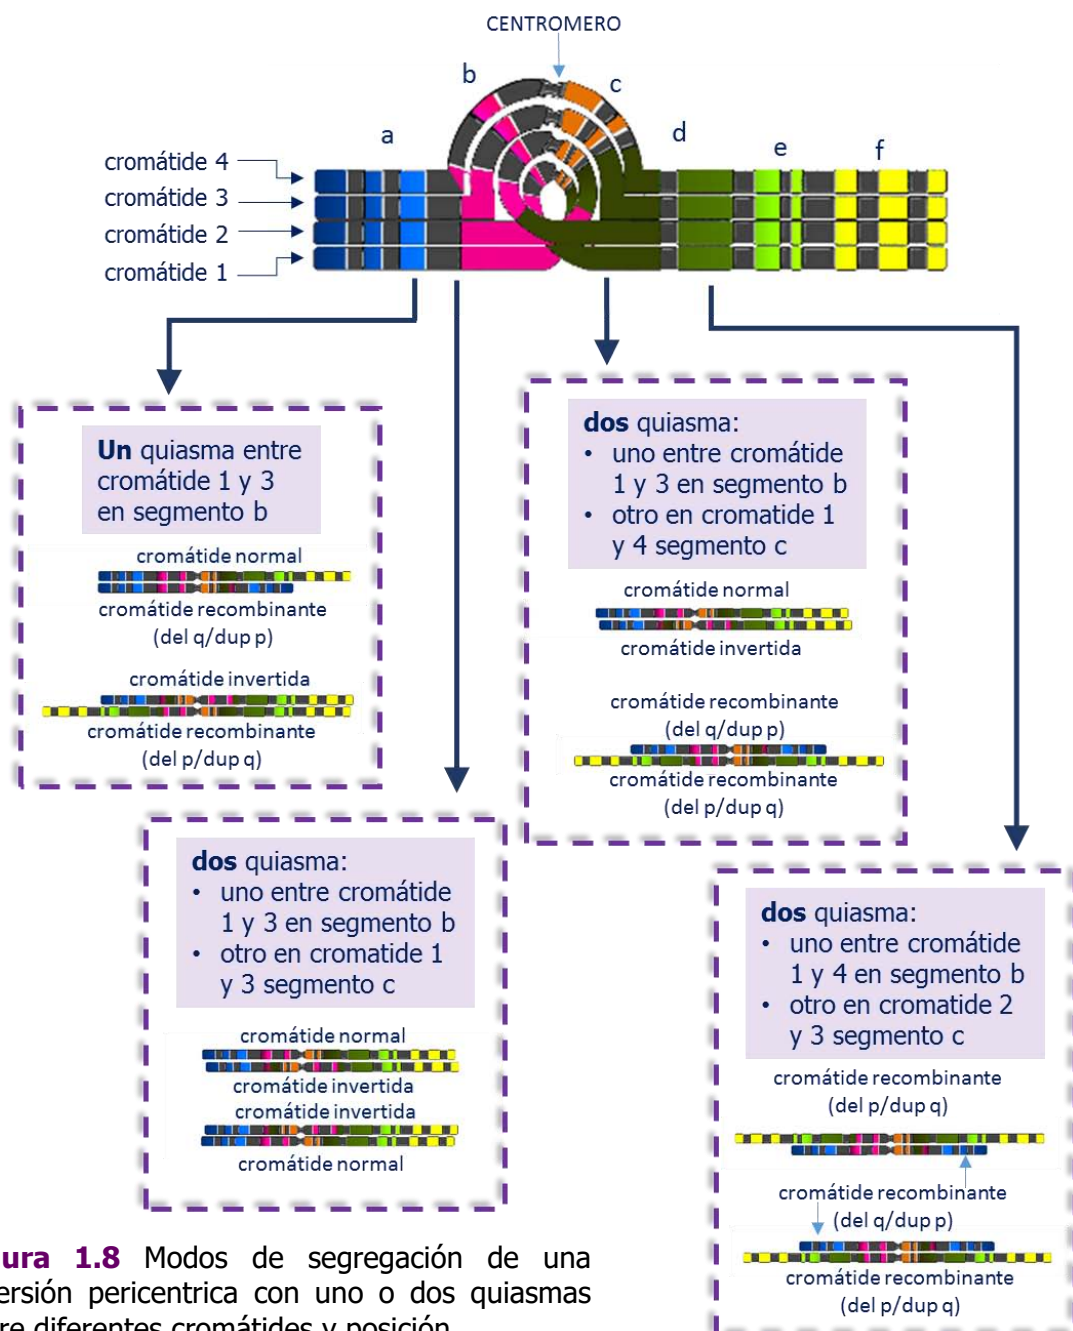 CENTROMERO
b
c
a
d
e
f
cromátide 4
cromátide 3
cromátide 2
cromátide 1
Un quiasma entre
cromátide 1 y 3
en segmento b
cromátide normal
cromátide recombinante
(del q/dup p)
cromátide invertida
cromátide recombinante
(del p/dup q)
dos quiasma:
• uno entre cromátide
1 y 3 en segmento b
• otro en cromatide 1
y 4 segmento c
cromátide normal
cromátide invertida
cromátide recombinante
(del q/dup p)
cromátide recombinante
(del p/dup q)
dos quiasma:
• uno entre cromátide
1 y 3 en segmento b
• otro en cromatide 1
y 3 segmento c
cromátide normal
cromátide invertida
cromátide invertida
cromátide normal
dos quiasma:
• uno entre cromátide
1 y 4 en segmento b
• otro en cromatide 2
y 3 segmento c
cromátide recombinante
(del p/dup q)
cromátide recombinante
(del q/dup p)
cromátide recombinante
(del p/dup q)
ura 1.8 Modos de segregación de una
ersión pericentrica con uno o dos quiasmas
re diferentes cromátides y posición